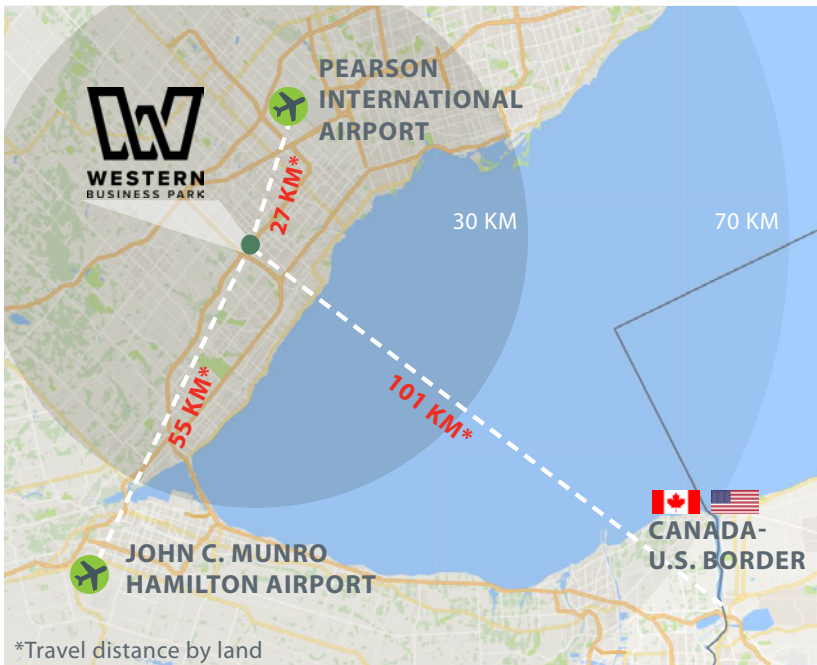 PEARSON
INTERNATIONAL
AIRPORT
W
WESTERN
BUSINESS PARK
27 KM*
30 KM
70 KM
55 KM*
101 KM*
CANADA-
U.S. BORDER
JOHN C. MUNRO
HAMILTON AIRPORT
*Travel distance by land